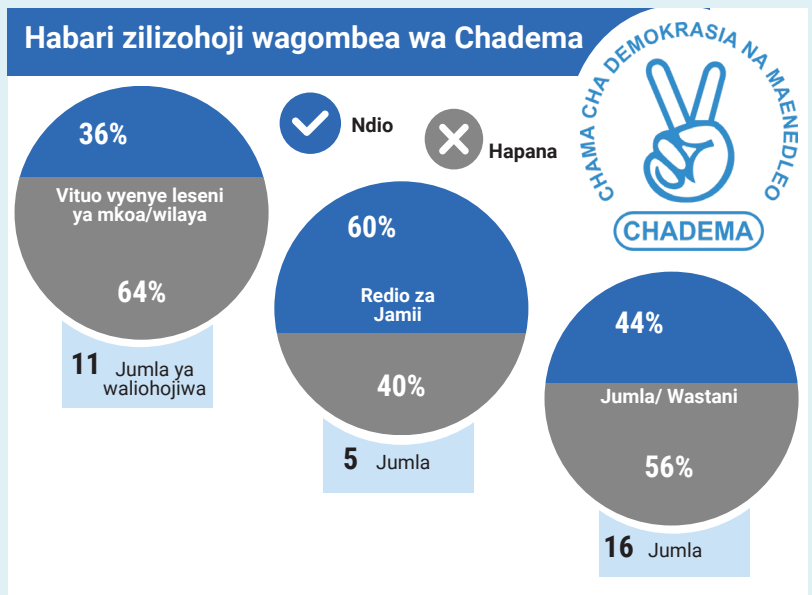 Habari zilizohoji wagombea wa Chadema
CHAMA CHA DEMOKRASIA NA MAENEDLEO
CHADEMA
Ndio
Hapana
36%
Vituo vyenye leseni
ya mkoa/wilaya
64%
11 Jumla ya
waliohojiwa
60%
Redio za
Jamii
40%
5 Jumla
44%
Jumla/ Wastani
56%
16 Jumla